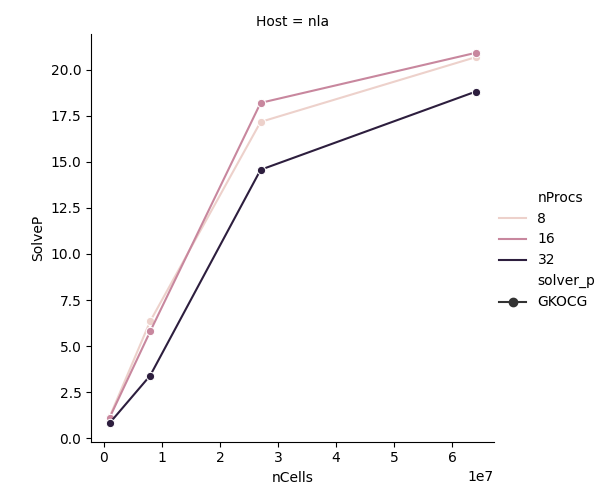 Host = nla
SolveP
20.0
17.5
15.0
12.5
10.0
7.5
5.0
2.5
0.0
0 1 2 3 4 5 6
1e7
nCells
nProcs
8
16
32
solver_p
GKOCG